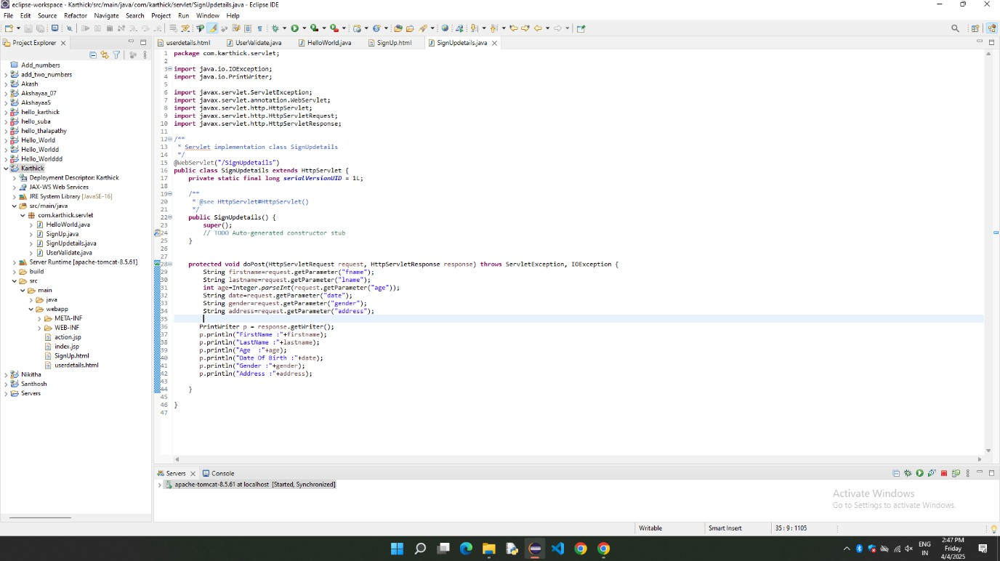 eclipse-workspace - Karthick/src/main/java/com/karthick/servlet/SignUpdetails.java - Eclipse IDE
File Edit Source Refactor Navigate Search Project Run Window Help
Project Explorer
userdetails.html UserValidate.java HelloWorld.java SignUp.html SignUpdetails.java
Add_numbers
add_two_numbers
Akash
Akshayaa_07
AkshayaaS
hello_karthick
hello_suba
hello_thalapathy
Hello_World
Hello_Worldd
Hello_Worlddd
Karthick
Deployment Descriptor: Karthick
JAX-WS Web Services
JRE System Library [JavaSE-16]
src/main/java
com.karthick.servlet
HelloWorld.java
SignUp.java
SignUpdetails.java
UserValidate.java
Server Runtime [apache-tomcat-8.5.61]
build
src
main
java
webapp
META-INF
WEB-INF
action.jsp
index.jsp
SignUp.html
userdetails.html
Nikitha
Santhosh
Servers
1 package com.karthick.servlet;
2
3 import java.io.IOException;
4 import java.io.PrintWriter;
5
6 import javax.servlet.ServletException;
7 import javax.servlet.annotation.WebServlet;
8 import javax.servlet.http.HttpServlet;
9 import javax.servlet.http.HttpServletRequest;
10 import javax.servlet.http.HttpServletResponse;
11
12 /**
13 * Servlet implementation class SignUpdetails
14 */
15 @WebServlet("/SignUpdetails")
16 public class SignUpdetails extends HttpServlet {
17 private static final long serialVersionUID = 1L;
18
19 /**
20 * @see HttpServlet#HttpServlet()
21 */
22 public SignUpdetails() {
23 super();
24 // TODO Auto-generated constructor stub
25 }
26
27
28 protected void doPost(HttpServletRequest request, HttpServletResponse response) throws ServletException, IOException {
29 String firstname=request.getParameter("fname");
30 String lastname=request.getParameter("lname");
31 int age=Integer.parseInt(request.getParameter("age"));
32 String date=request.getParameter("date");
33 String gender=request.getParameter("gender");
34 String address=request.getParameter("address");
35
36 PrintWriter p = response.getWriter();
37 p.println("FirstName :"+firstname);
38 p.println("LastName :"+lastname);
39 p.println("Age  :"+age);
40 p.println("Date Of Birth :"+date);
41 p.println("Gender :"+gender);
42 p.println("Address :"+address);
43
44 }
45
46 }
47
Servers Console
apache-tomcat-8.5.61 at localhost [Started, Synchronized]
Activate Windows
Go to Settings to activate Windows.
Writable Smart Insert 35 : 9 : 1105
ENG
IN
2:47 PM
Friday
4/4/2025